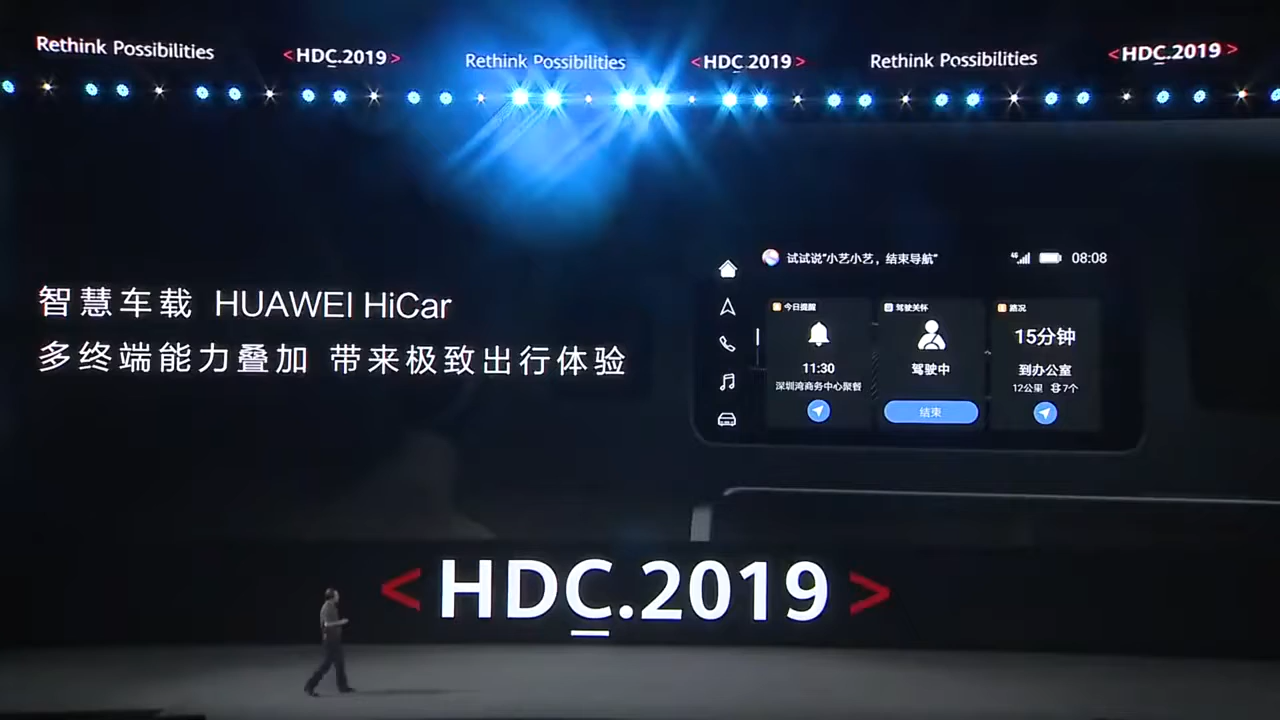 Rethink Possibilities <HDC.2019> Rethink Possibilities <HDC.2019> Rethink Possibilities <HDC.2019>
智慧车载 HUAWEI HiCar
多终端能力叠加 带来极致出行体验
试试说“小艺小艺，结束导航” 4G 08:08
今日提醒
11:30
深圳湾商务中心聚餐
驾驶关怀
驾驶中
结束
路况
15分钟
到办公室
12公里 7个
<HDC.2019>